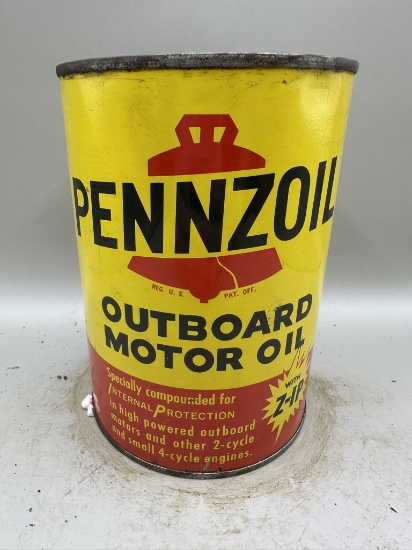 PENNZOIL
REG. U. S. PAT. OFF.
OUTBOARD
MOTOR OIL
Specially compounded for
INTERNAL PROTECTION
in high powered outboard
motors and other 2-cycle
and small 4-cycle engines.
WITH
Z-IP